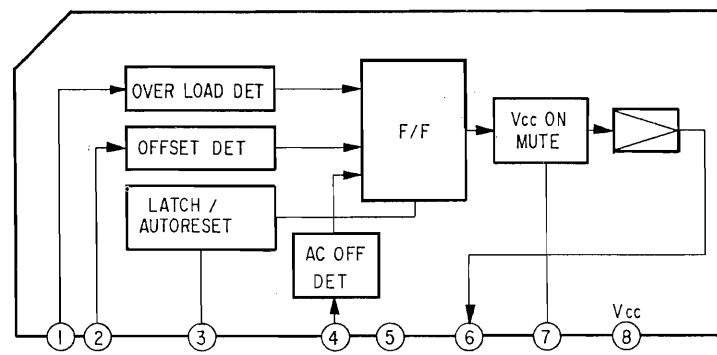 OVER LOAD DET
OFFSET DET
LATCH /
AUTORESET
AC OFF
DET
F/F
Vcc ON
MUTE
Vcc
1 2 3 4 5 6 7 8